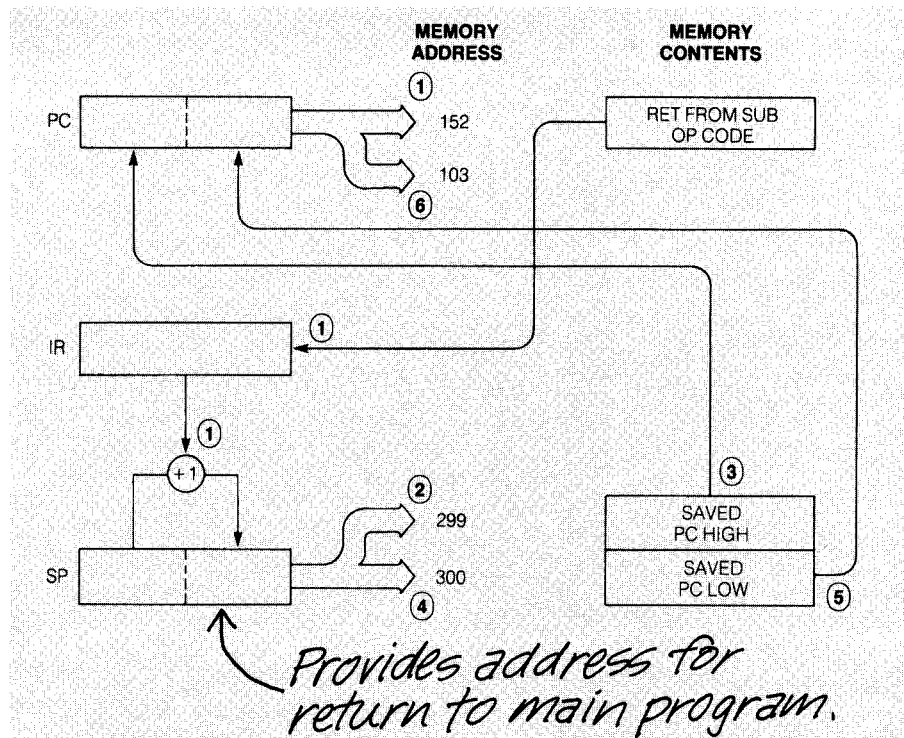 MEMORY ADDRESS
MEMORY CONTENTS
PC
1
152
RET FROM SUB
OP CODE
103
6
IR
1
1
+1
2
299
3
SAVED
PC HIGH
SP
300
4
SAVED
PC LOW
5
Provides address for
return to main program.